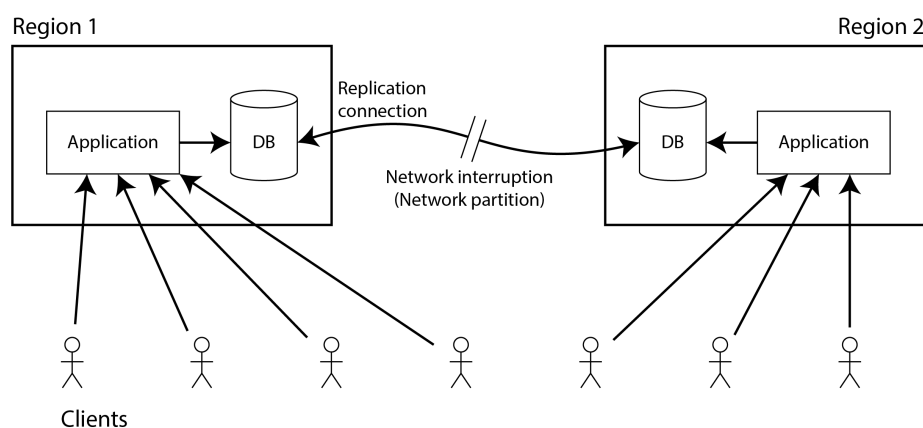 Region 1
Region 2
Replication
connection
Application
DB
DB
Application
Network interruption
(Network partition)
Clients